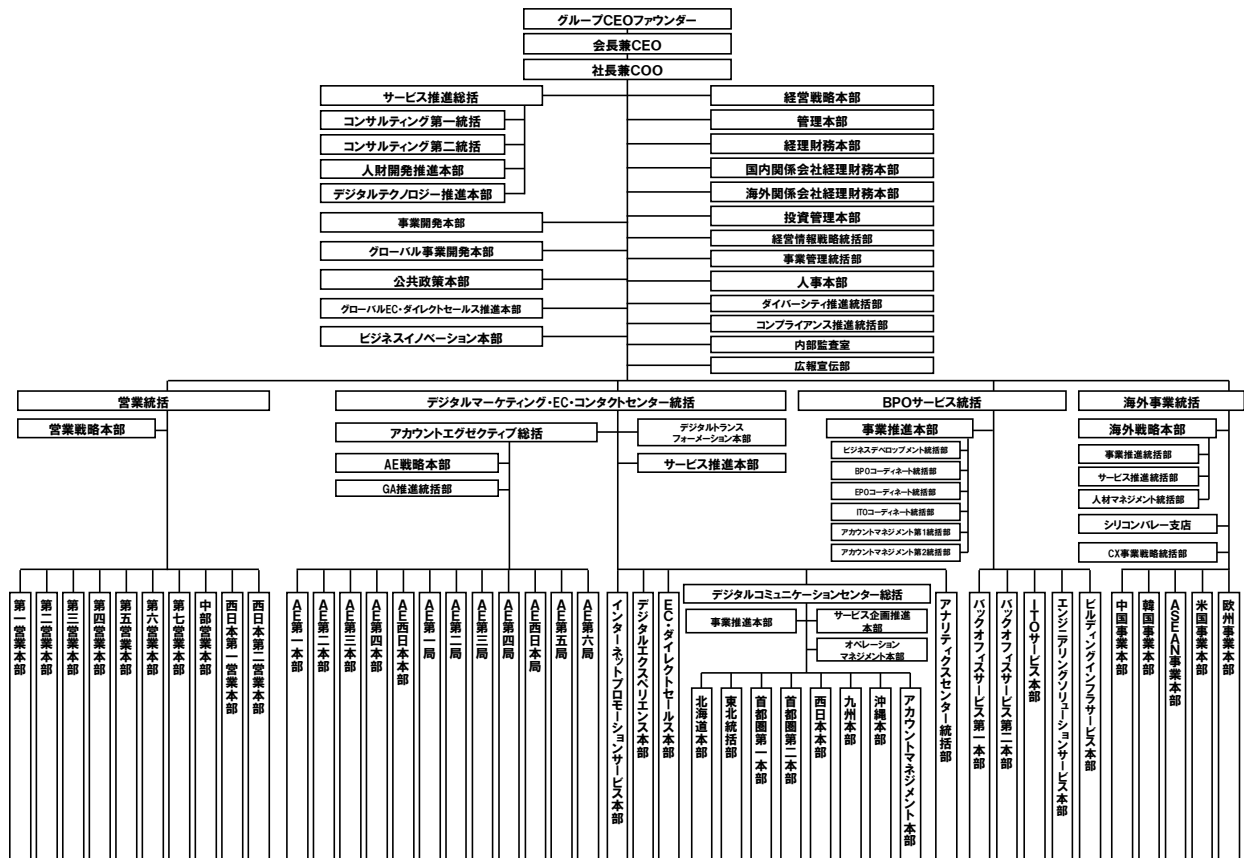 グループCEOファウンダー
会長兼CEO
社長兼COO
サービス推進総括
コンサルティング第一統括
コンサルティング第二統括
人財開発推進本部
デジタルテクノロジー推進本部
事業開発本部
グローバル事業開発本部
公共政策本部
グローバルEC・ダイレクトセールス推進本部
ビジネスイノベーション本部
経営戦略本部
管理本部
経理財務本部
国内関係会社経理財務本部
海外関係会社経理財務本部
投資管理本部
経営情報戦略統括部
事業管理統括部
人事本部
ダイバーシティ推進統括部
コンプライアンス推進統括部
内部監査室
広報宣伝部
営業統括
営業戦略本部
第一営業本部
第二営業本部
第三営業本部
第四営業本部
第五営業本部
第六営業本部
第七営業本部
中部営業本部
西日本第一営業本部
西日本第二営業本部
デジタルマーケティング・EC・コンタクトセンター統括
アカウントエグゼクティブ総括
AE戦略本部
GA推進統括部
デジタルトランス
フォーメーション本部
サービス推進本部
AE第一本部
AE第二本部
AE第三本部
AE第四本部
AE西日本本部
AE第一局
AE第二局
AE第三局
AE第四局
AE西日本局
AE第五局
AE第六局
インターネットプロモーションサービス本部
デジタルエクスペリエンス本部
EC・ダイレクトセールス本部
デジタルコミュニケーションセンター総括
事業推進本部
サービス企画推進
本部
オペレーション
マネジメント本部
北海道本部
東北統括部
首都圏第一本部
首都圏第二本部
西日本本部
九州本部
沖縄本部
アカウントマネジメント本部
アナリティクスセンター統括部
BPOサービス統括
事業推進本部
ビジネスデベロップメント統括部
BPOコーディネート統括部
EPOコーディネート統括部
ITOコーディネート統括部
アカウントマネジメント第1統括部
アカウントマネジメント第2統括部
バックオフィスサービス第一本部
バックオフィスサービス第二本部
ITOサービス本部
エンジニアリングソリューションサービス本部
ビルディングインフラサービス本部
海外事業統括
海外戦略本部
事業推進統括部
サービス推進統括部
人材マネジメント統括部
シリコンバレー支店
CX事業戦略統括部
中国事業本部
韓国事業本部
ASEAN事業本部
米国事業本部
欧州事業本部